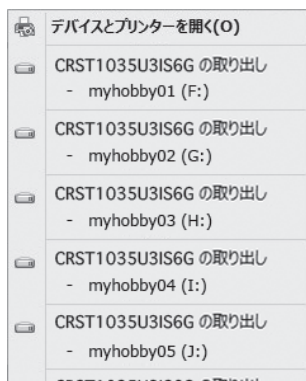 デバイスとプリンターを開く(O)
CRST1035U3IS6G の取り出し
- myhobby01 (F:)
CRST1035U3IS6G の取り出し
- myhobby02 (G:)
CRST1035U3IS6G の取り出し
- myhobby03 (H:)
CRST1035U3IS6G の取り出し
- myhobby04 (I:)
CRST1035U3IS6G の取り出し
- myhobby05 (J:)